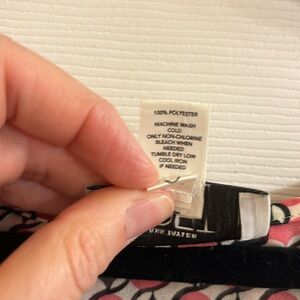 100% POLYESTER
MACHINE WASH
COLD
ONLY NON-CHLORINE
BLEACH WHEN
NEEDED
TUMBLE DRY LOW
COOL IRON
IF NEEDED